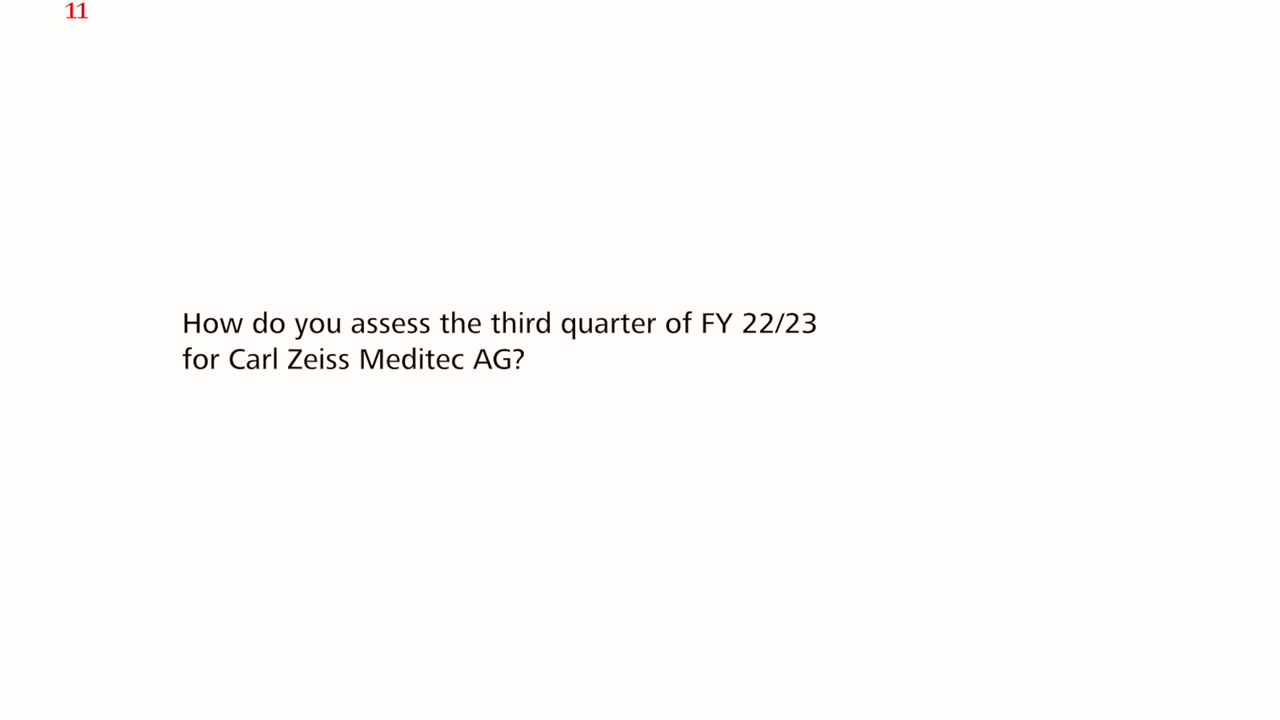 11
How do you assess the third quarter of FY 22/23
for Carl Zeiss Meditec AG?